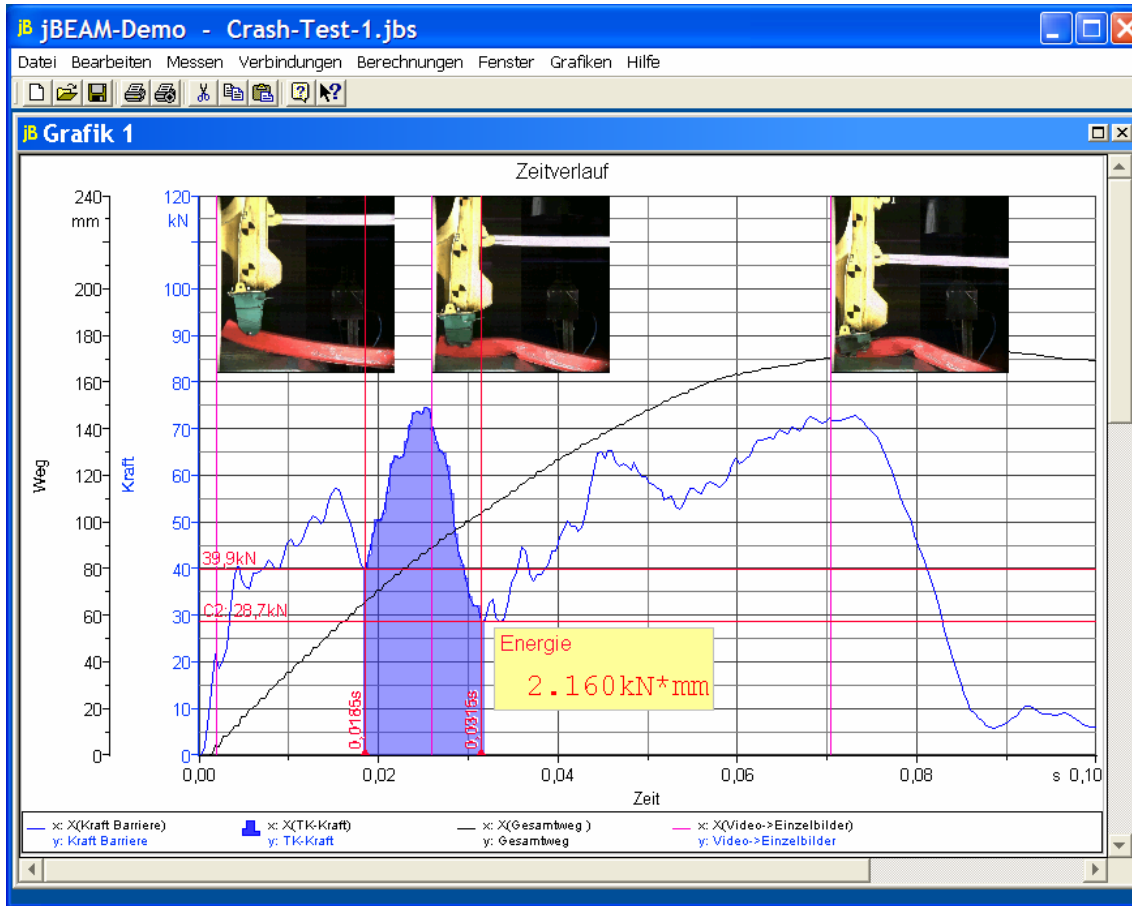 jB jBEAM-Demo - Crash-Test-1.jbs
Datei Bearbeiten Messen Verbindungen Berechnungen Fenster Grafiken Hilfe
jB Grafik 1
Zeitverlauf
240
mm
200
180
160
140
120
100
80
60
40
20
0
Weg
120
kN
100
90
80
70
60
50
40
30
20
10
0
Kraft
39,9kN
C2: 28,7kN
Energie
2.160kN*mm
0,0185s
0,0315s
0,00 0,02 0,04 0,06 0,08 s 0,10
Zeit
x: X(Kraft Barriere) x: X(TK-Kraft) x: X(Gesamtweg ) x: X(Video->Einzelbilder)
y: Kraft Barriere y: TK-Kraft y: Gesamtweg y: Video->Einzelbilder